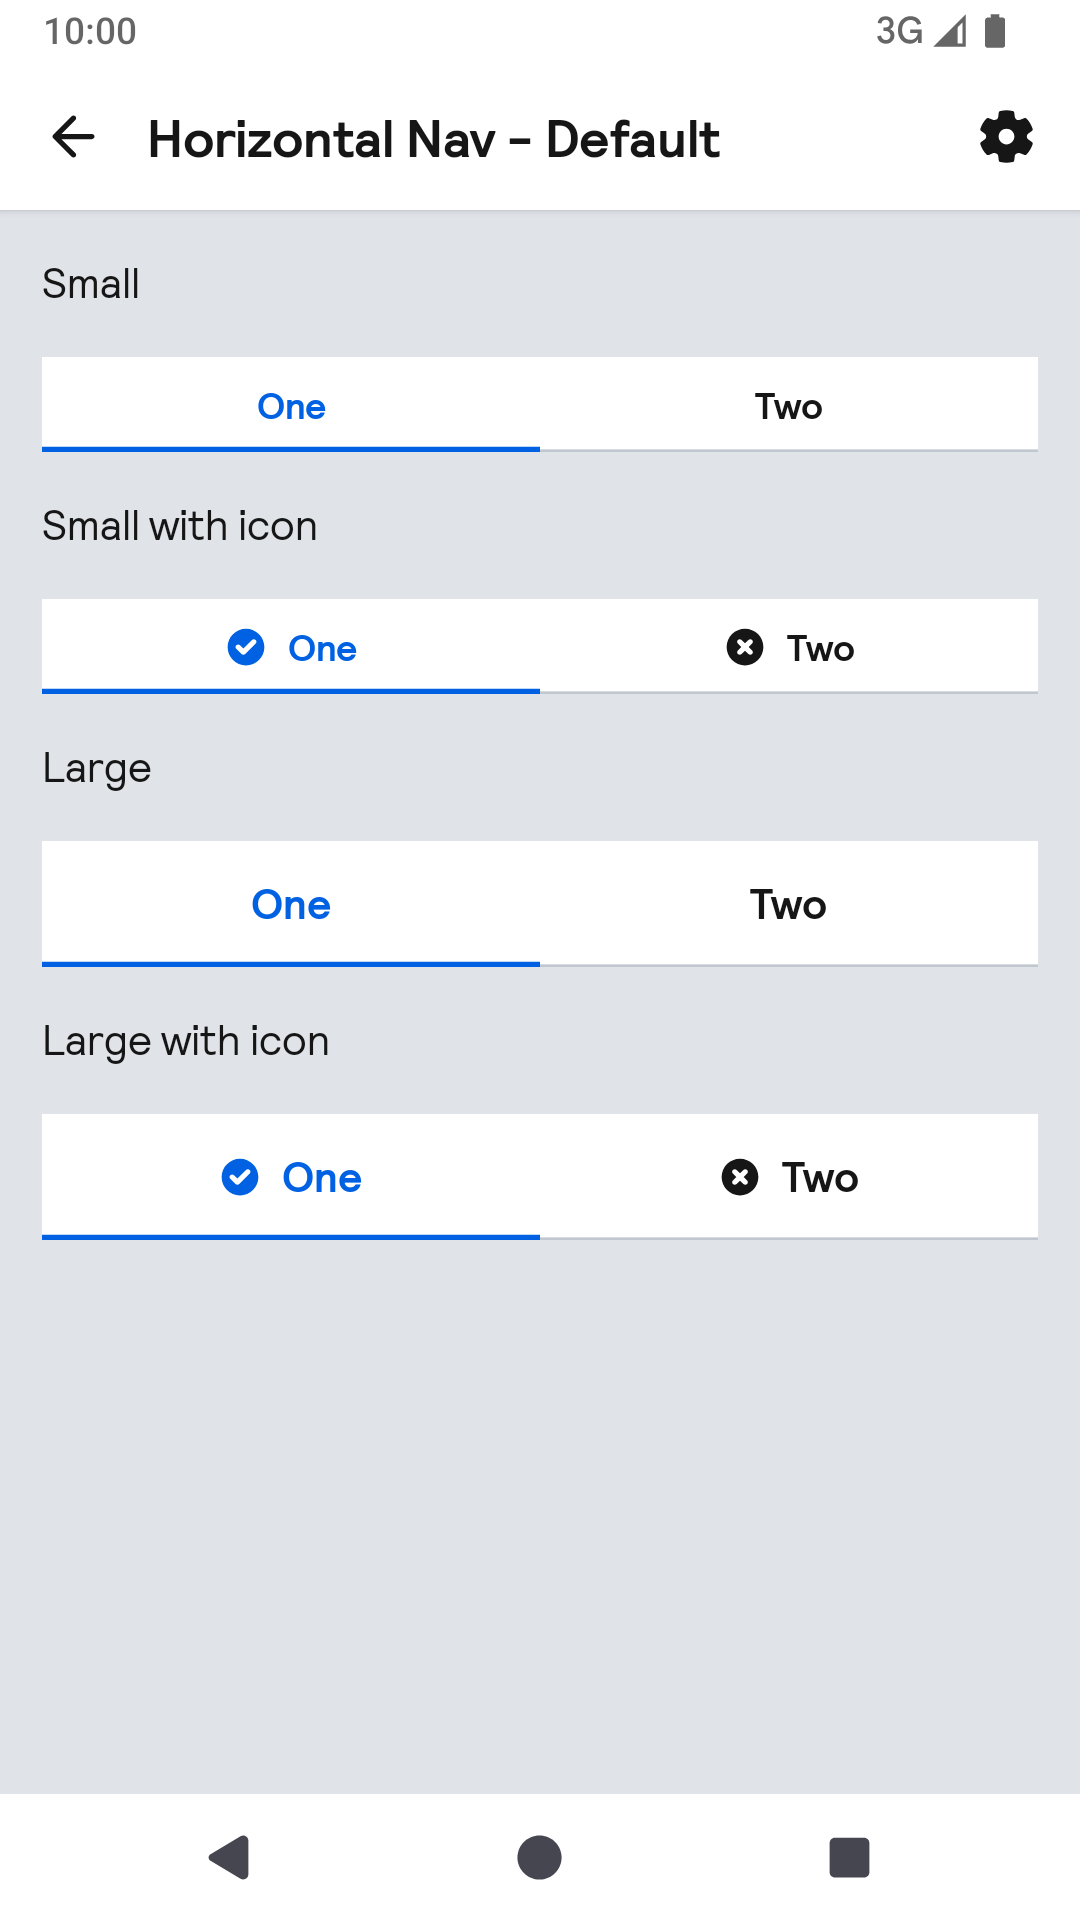 10:00 3G
Horizontal Nav - Default
Small
One Two
Small with icon
One Two
Large
One Two
Large with icon
One Two